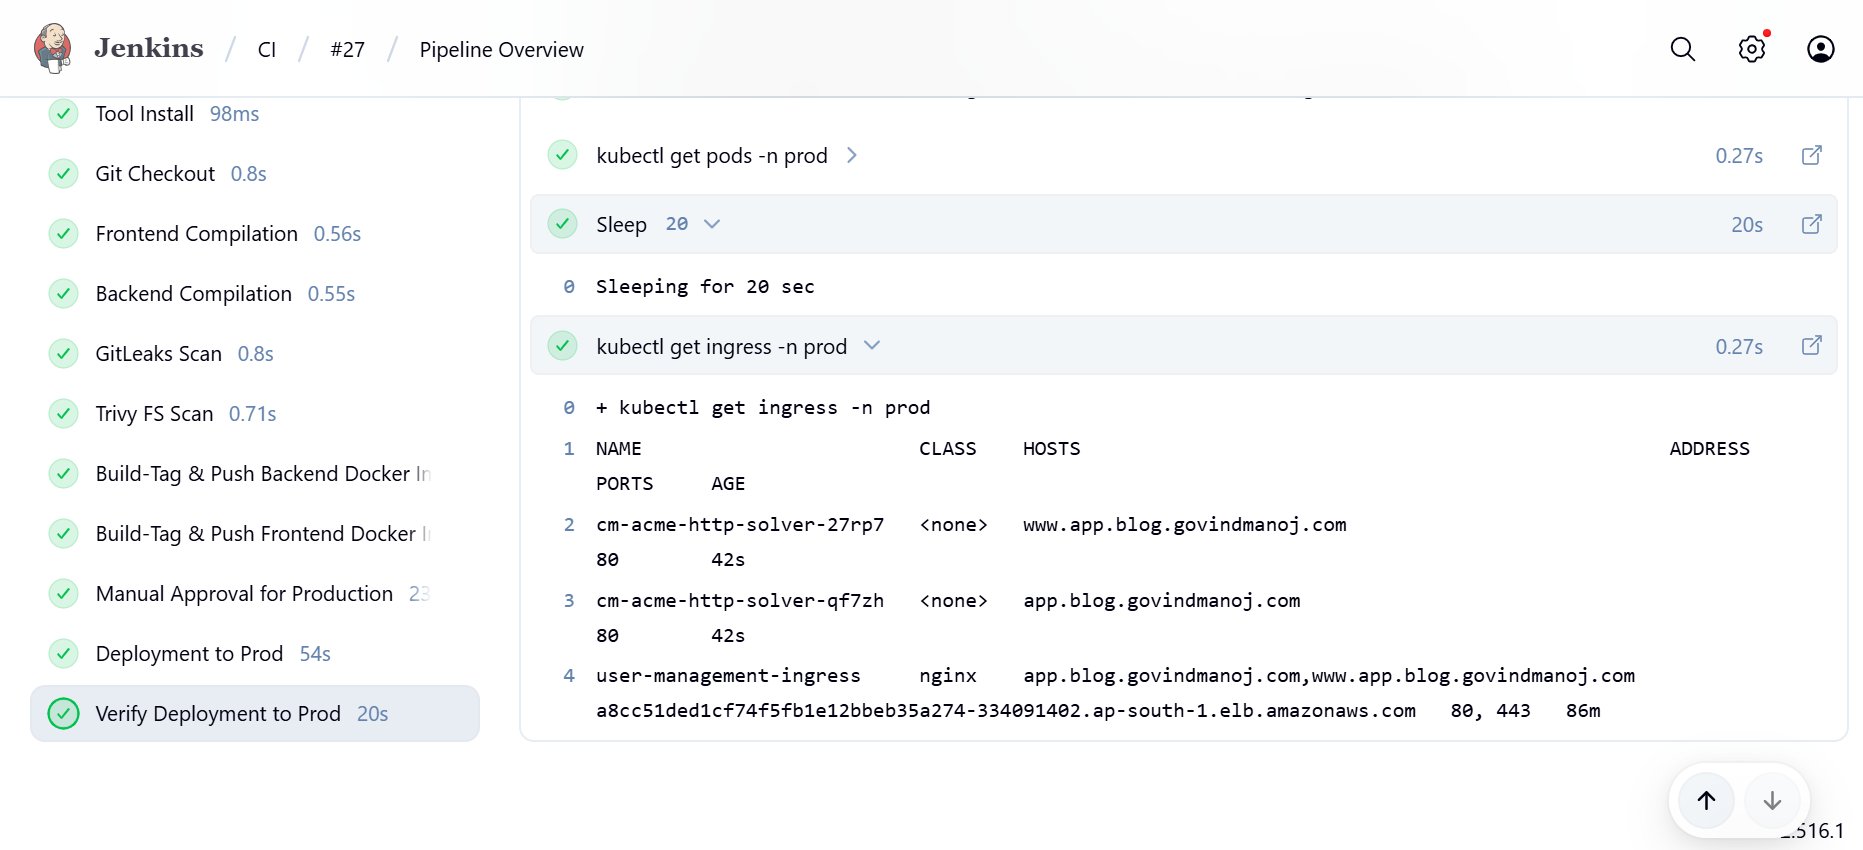 Jenkins / CI / #27 / Pipeline Overview
Tool Install 98ms
Git Checkout 0.8s
Frontend Compilation 0.56s
Backend Compilation 0.55s
GitLeaks Scan 0.8s
Trivy FS Scan 0.71s
Build-Tag & Push Backend Docker
Build-Tag & Push Frontend Docker
Manual Approval for Production 23
Deployment to Prod 54s
Verify Deployment to Prod 20s
kubectl get pods -n prod 0.27s
Sleep 20 20s
0 Sleeping for 20 sec
kubectl get ingress -n prod 0.27s
0 + kubectl get ingress -n prod
1 NAME CLASS HOSTS ADDRESS
PORTS AGE
2 cm-acme-http-solver-27rp7 <none> www.app.blog.govindmanoj.com
80 42s
3 cm-acme-http-solver-qf7zh <none> app.blog.govindmanoj.com
80 42s
4 user-management-ingress nginx app.blog.govindmanoj.com,www.app.blog.govindmanoj.com
a8cc51ded1cf74f5fb1e12bbeb35a274-334091402.ap-south-1.elb.amazonaws.com 80, 443 86m
2.516.1